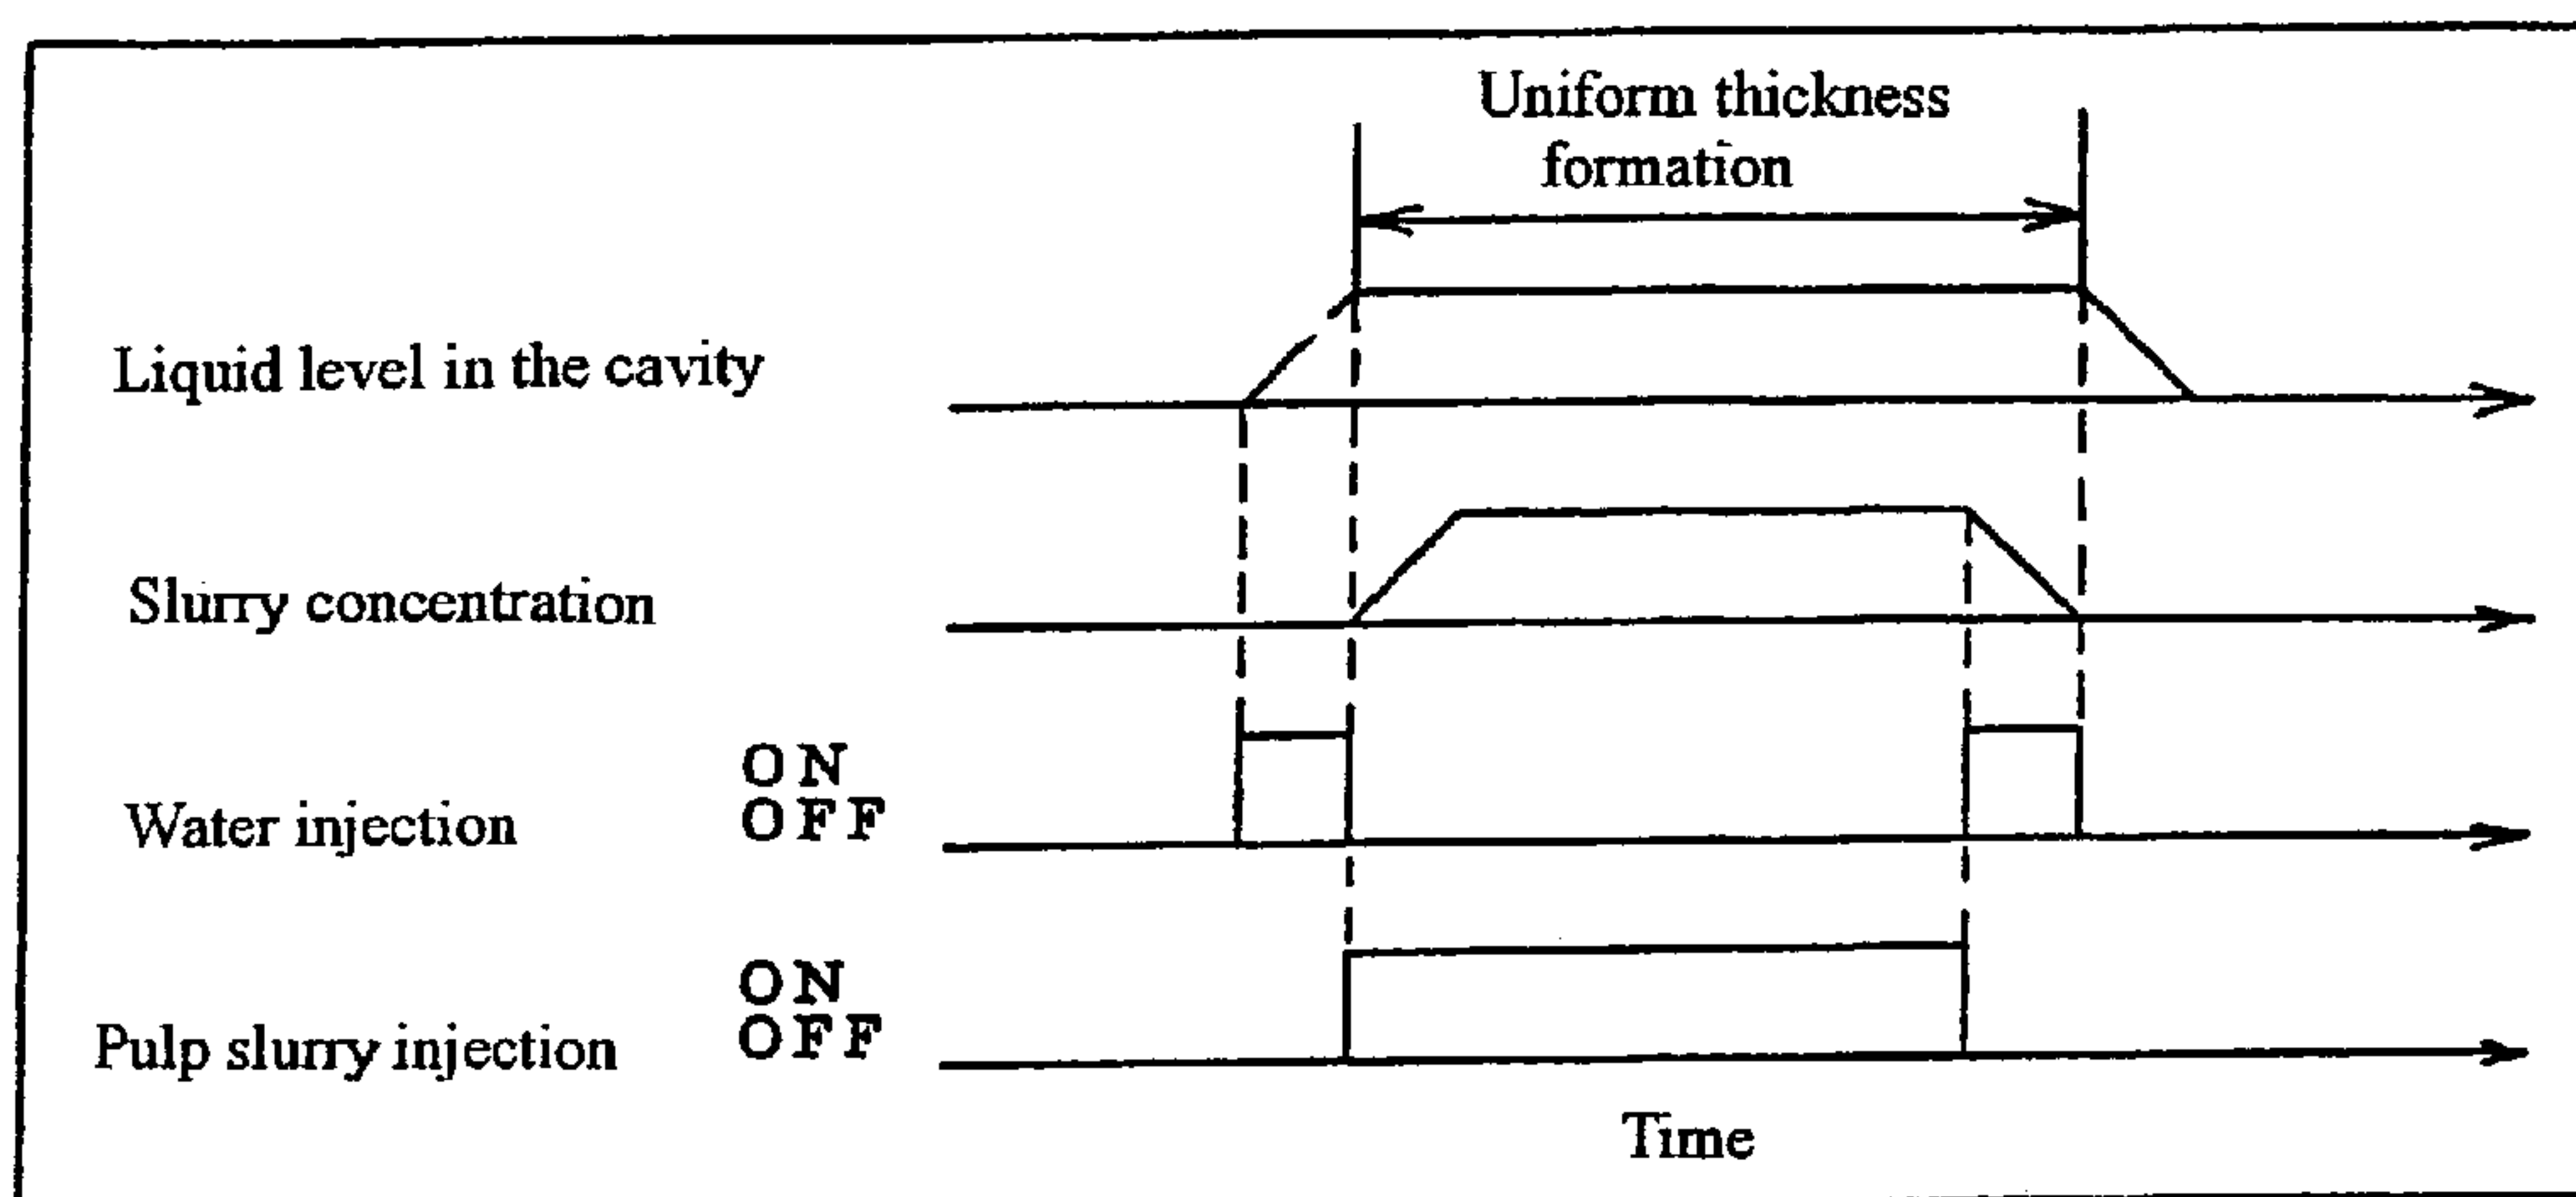 Uniform thickness
formation
Liquid level in the cavity
Slurry concentration
ON
OFF
Water injection
ON
OFF
Pulp slurry injection
Time